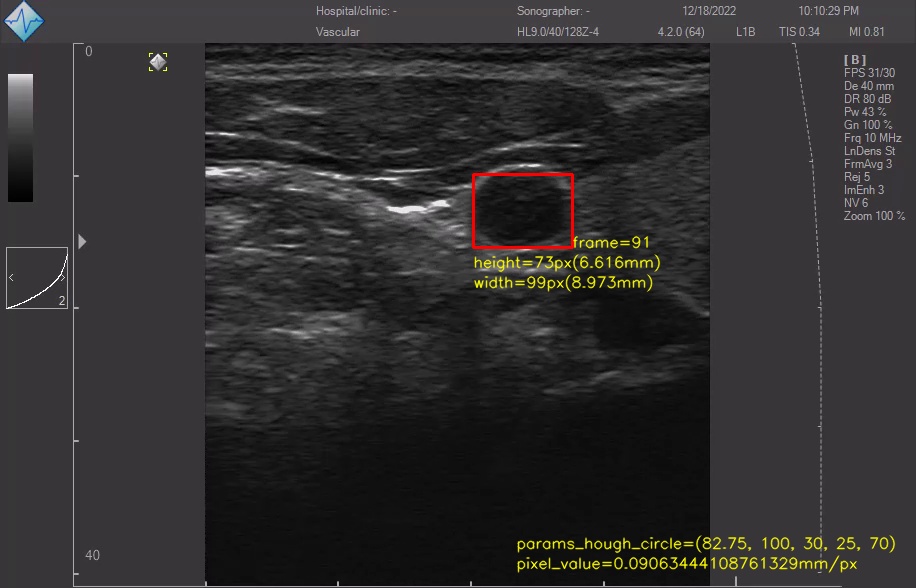 Hospital/clinic: - Sonographer: - 12/18/2022 10:10:29 PM
Vascular HL9.0/40/128Z-4 4.2.0 (64) L1B TIS 0.34 MI 0.81
0
[ B ]
FPS 31/30
De 40 mm
DR 80 dB
Pw 43 %
Gn 100 %
Frq 10 MHz
LnDens St
FrmAvg 3
Rej 5
ImEnh 3
NV 6
Zoom 100 %
2
frame=91
height=73px(6.616mm)
width=99px(8.973mm)
40
params_hough_circle=(82.75, 100, 30, 25, 70)
pixel_value=0.09063444108761329mm/px